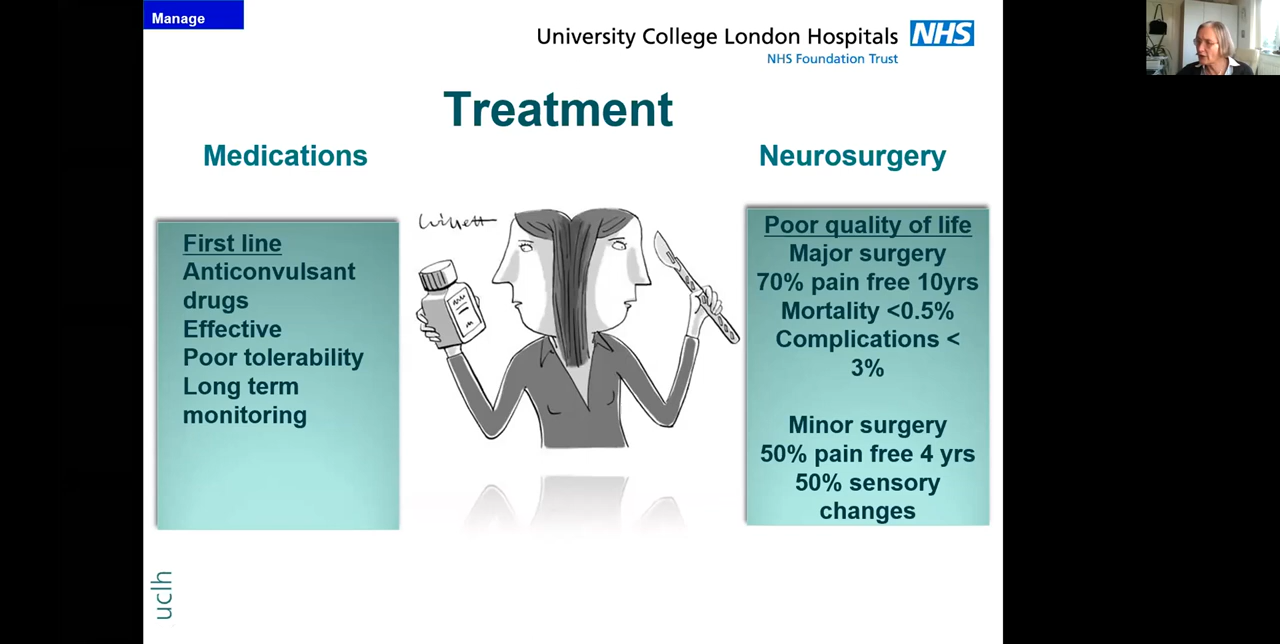 Manage
University College London Hospitals NHS
NHS Foundation Trust
Treatment
Medications
Neurosurgery
First line
Anticonvulsant
drugs
Effective
Poor tolerability
Long term
monitoring
Poor quality of life
Major surgery
70% pain free 10yrs
Mortality <0.5%
Complications <
3%
Minor surgery
50% pain free 4 yrs
50% sensory
changes
uclh